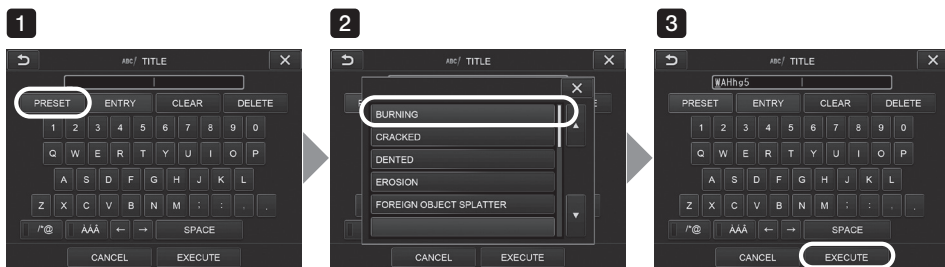 1 2 3
ABC/ TITLE
PRESET ENTRY CLEAR DELETE
1 2 3 4 5 6 7 8 9 0
Q W E R T Y U I O P
A S D F G H J K L
Z X C V B N M ; : , .
/*@ ÀÁÂ ← → SPACE
CANCEL EXECUTE
ABC/ TITLE
BURNING
CRACKED
DENTED
EROSION
FOREIGN OBJECT SPLATTER
CANCEL EXECUTE
ABC/ TITLE
WAHhg5
PRESET ENTRY CLEAR DELETE
1 2 3 4 5 6 7 8 9 0
Q W E R T Y U I O P
A S D F G H J K L
Z X C V B N M ; : , .
/*@ ÀÁÂ ← → SPACE
CANCEL EXECUTE